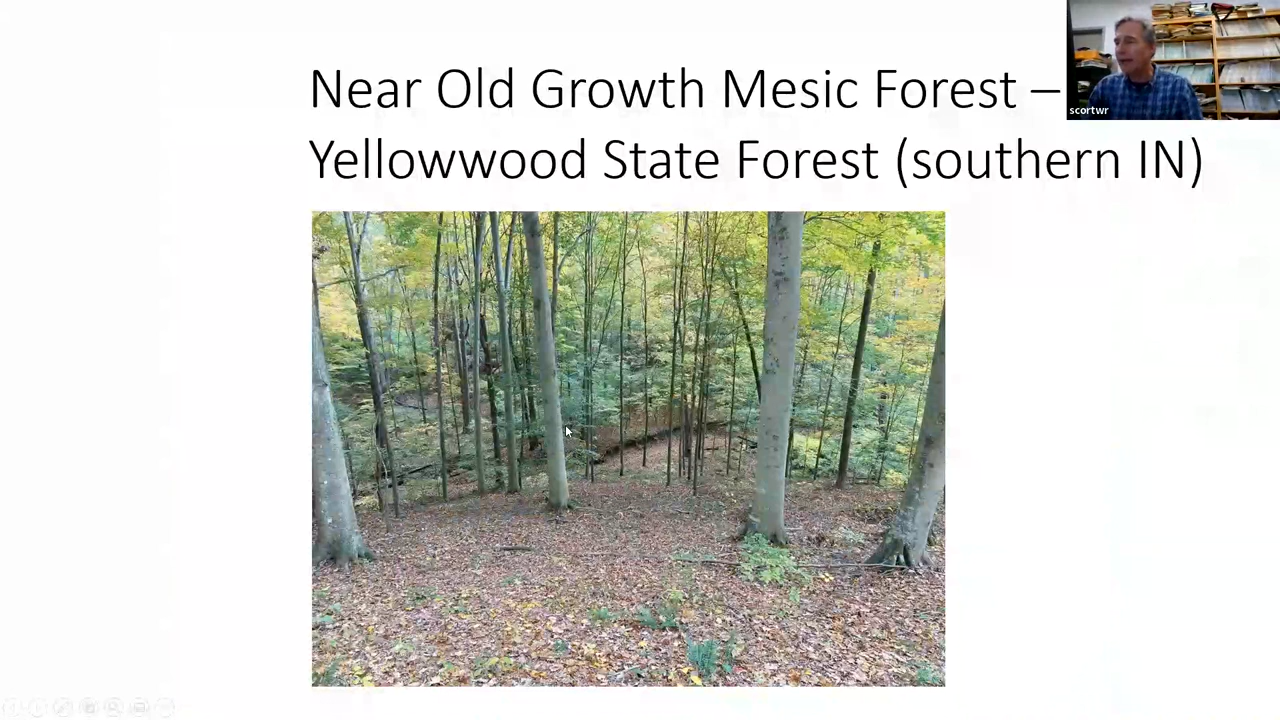 Near Old Growth Mesic Forest –
Yellowwood State Forest (southern IN)
scortwr